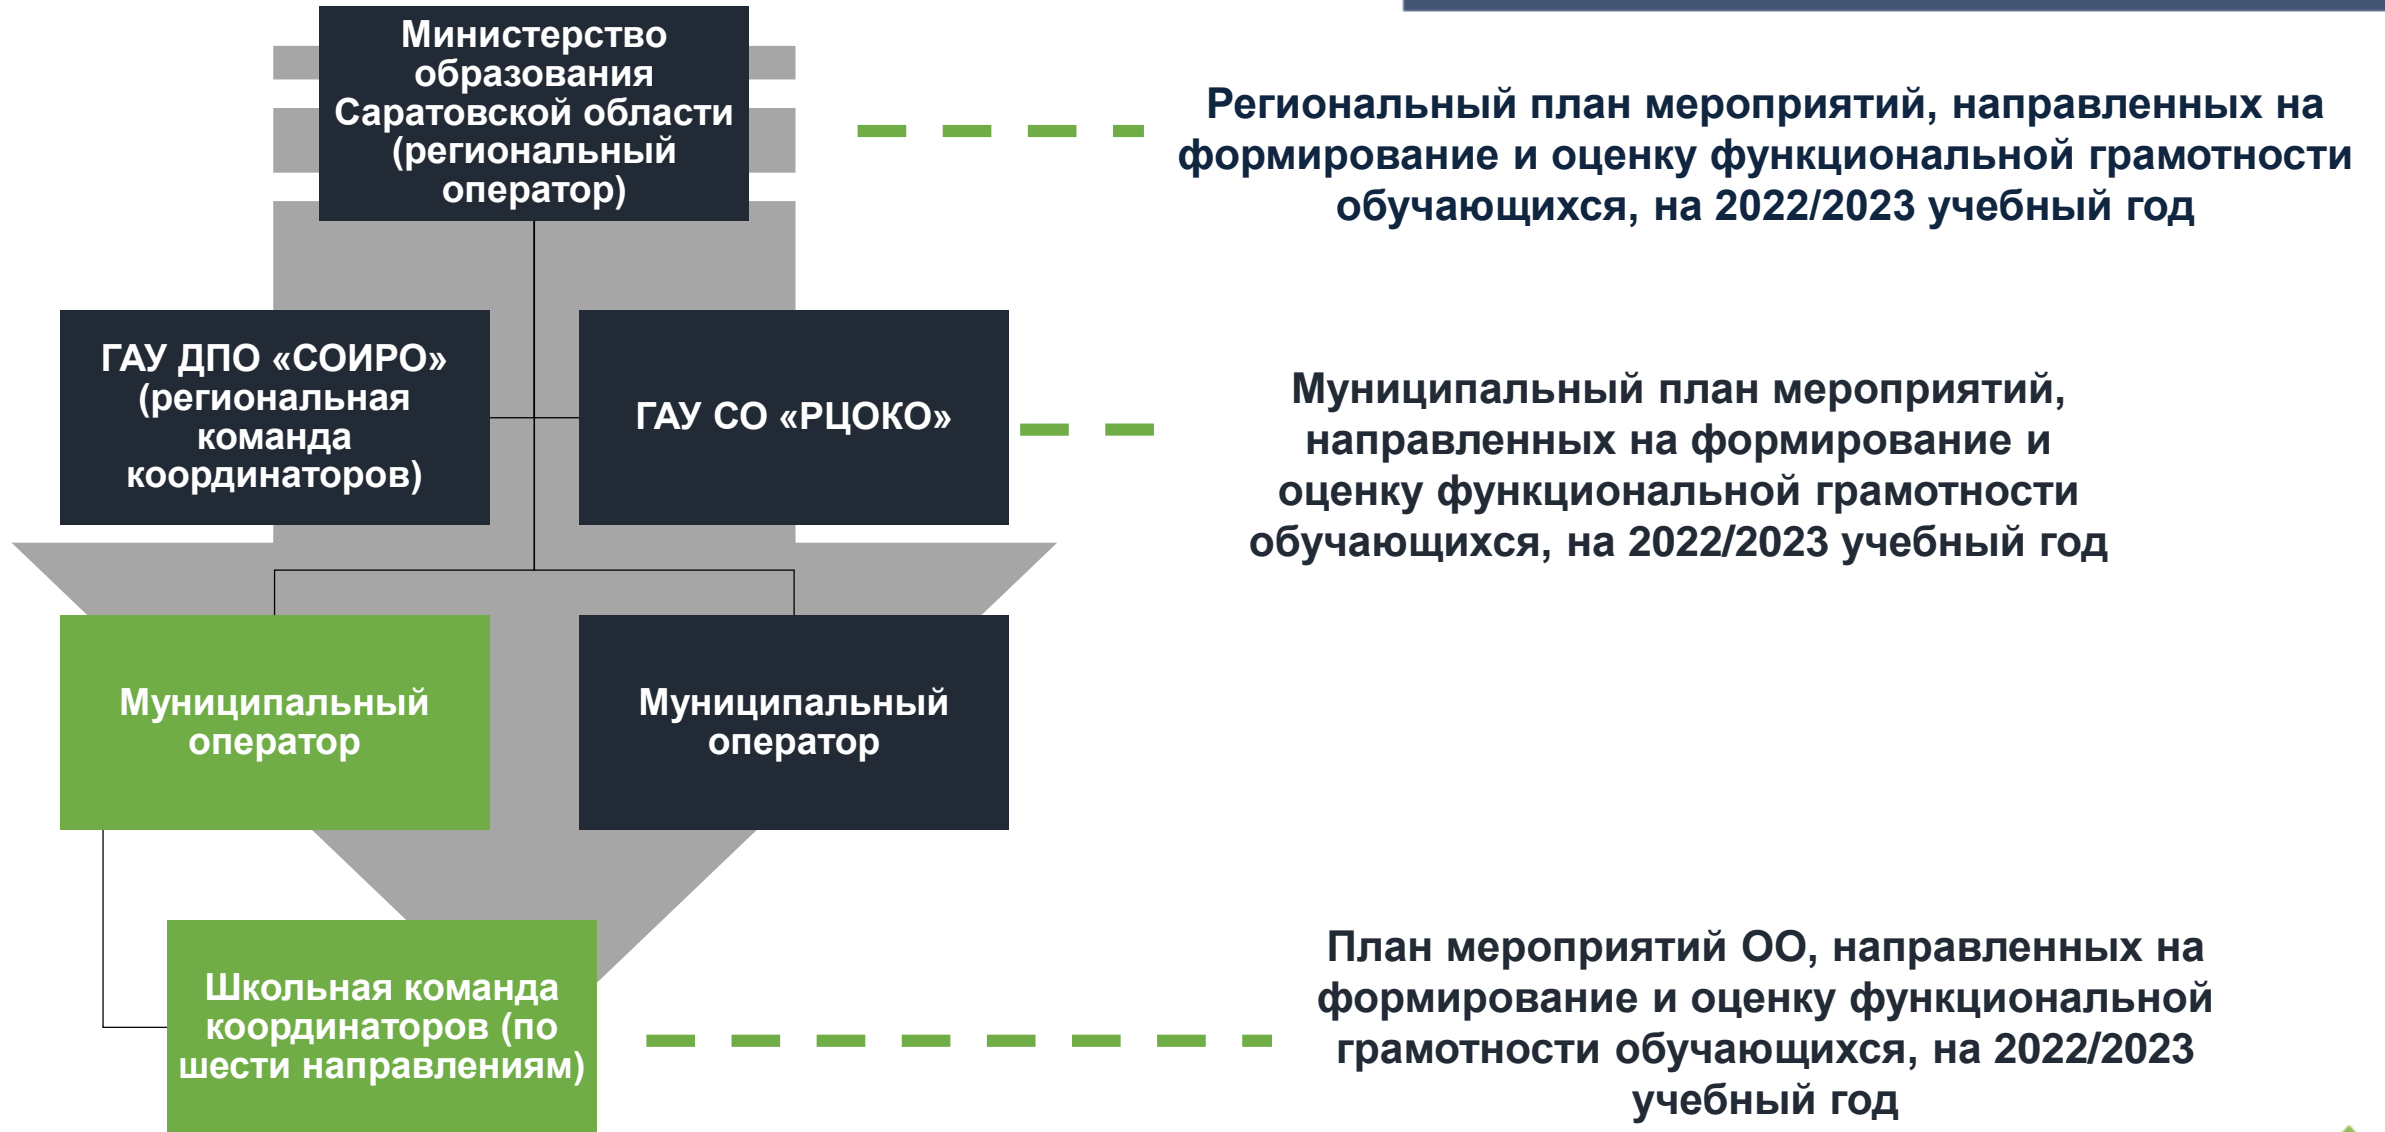 Министерство
образования
Саратовской области
(региональный
оператор)
Региональный план мероприятий, направленных на
формирование и оценку функциональной грамотности
обучающихся, на 2022/2023 учебный год
ГАУ ДПО «СОИРО»
(региональная
команда
координаторов)
ГАУ СО «РЦОКО»
Муниципальный план мероприятий,
направленных на формирование и
оценку функциональной грамотности
обучающихся, на 2022/2023 учебный год
Муниципальный
оператор
Муниципальный
оператор
Школьная команда
координаторов (по
шести направлениям)
План мероприятий ОО, направленных на
формирование и оценку функциональной
грамотности обучающихся, на 2022/2023
учебный год